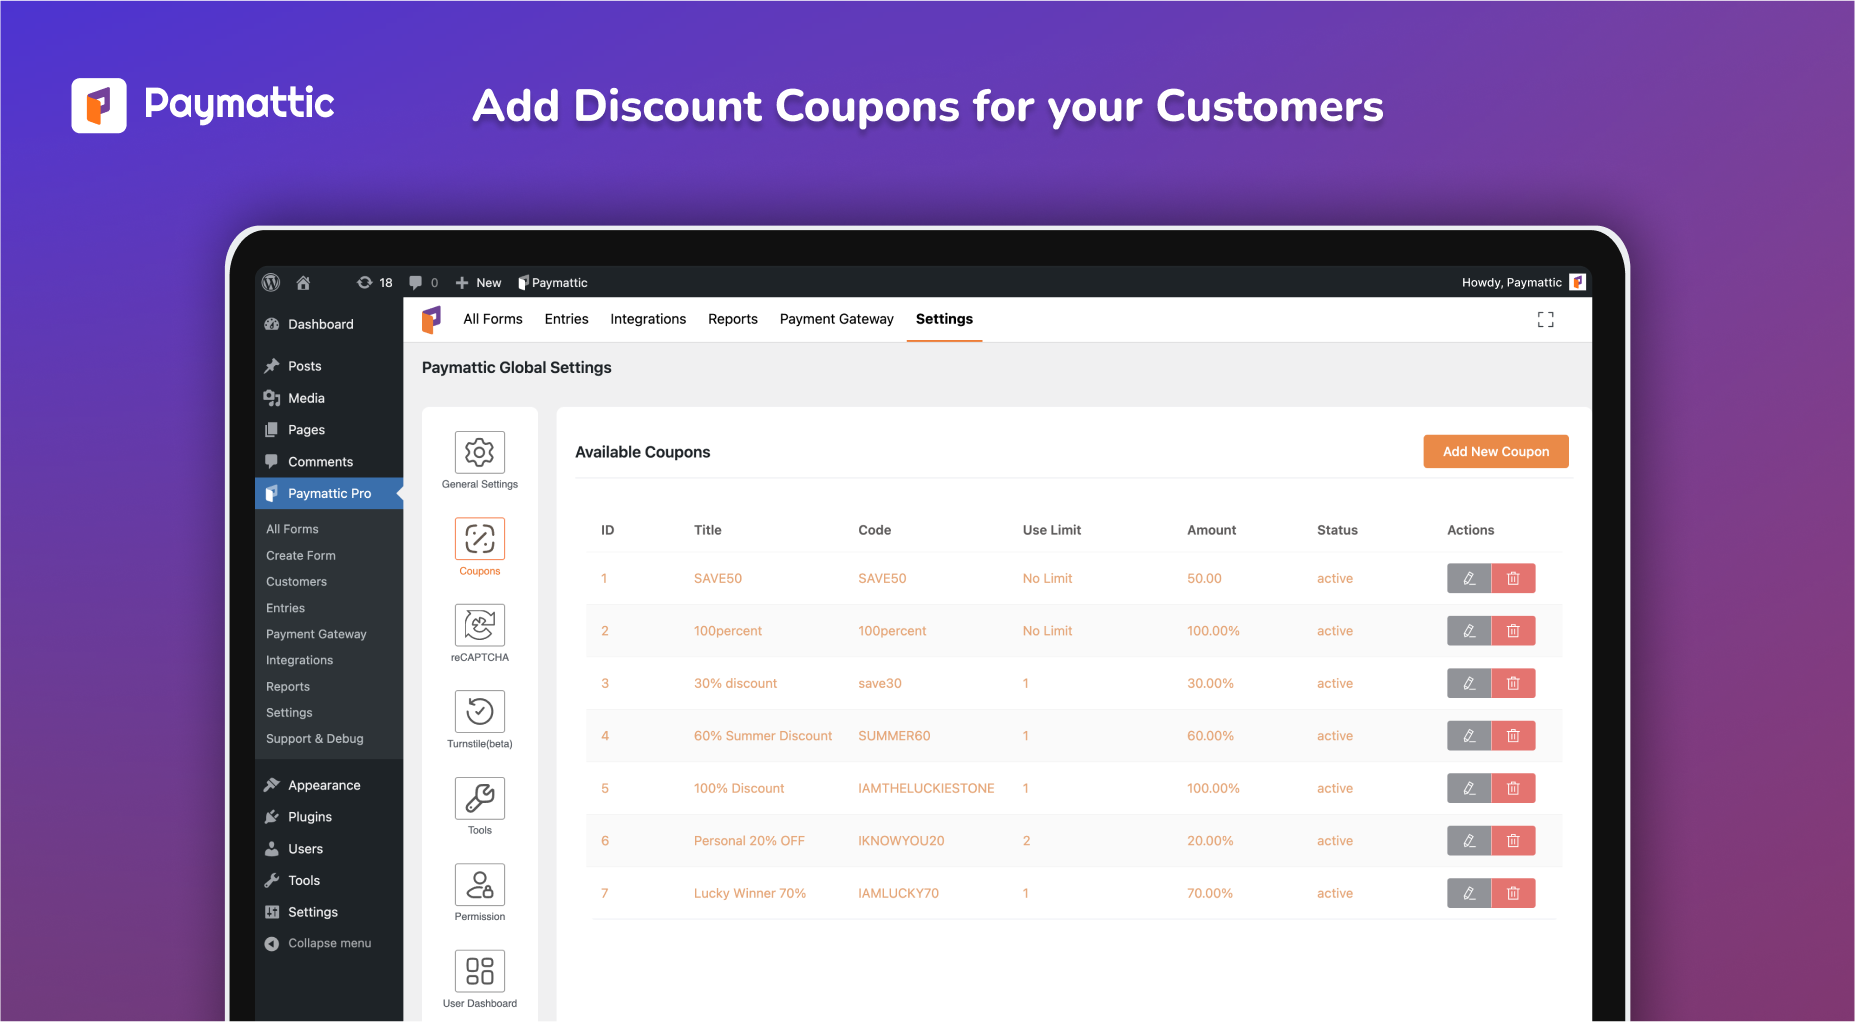 Paymattic
Add Discount Coupons for your Customers
18 0 New Paymattic Howdy, Paymattic
All Forms Entries Integrations Reports Payment Gateway Settings
Dashboard
Posts
Media
Pages
Comments
Paymattic Pro
All Forms
Create Form
Customers
Entries
Payment Gateway
Integrations
Reports
Settings
Support & Debug
Appearance
Plugins
Users
Tools
Settings
Collapse menu
Paymattic Global Settings
General Settings
Coupons
reCAPTCHA
Turnstile(beta)
Tools
Permission
User Dashboard
Available Coupons Add New Coupon
ID Title Code Use Limit Amount Status Actions
1 SAVE50 SAVE50 No Limit 50.00 active
2 100percent 100percent No Limit 100.00% active
3 30% discount save30 1 30.00% active
4 60% Summer Discount SUMMER60 1 60.00% active
5 100% Discount IAMTHELUCKIESTONE 1 100.00% active
6 Personal 20% OFF IKNOWYOU20 2 20.00% active
7 Lucky Winner 70% IAMLUCKY70 1 70.00% active